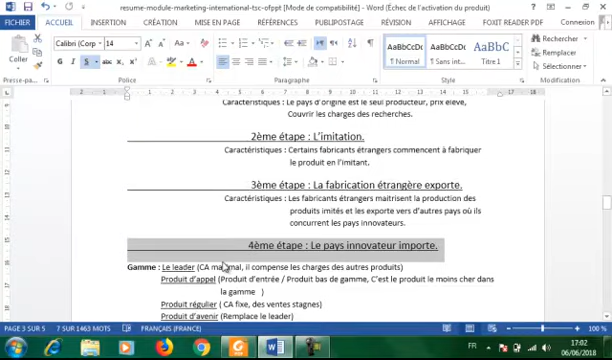 resume-module-marketing-international-tsc-ofppt [Mode de compatibilité] - Word (Échec de l'activation du produit)
FICHIER ACCUEIL INSERTION CRÉATION MISE EN PAGE RÉFÉRENCES PUBLIPOSTAGE RÉVISION AFFICHAGE FOXIT READER PDF Connexion
Calibri (Corp 14
Coller
G I S abc
AaBbCcDc AaBbCcDc AaBbC
¶ Normal ¶ Sans int... Titre 1
Rechercher
Remplacer
Sélectionner
Presse-pap... Police Paragraphe Style Modification
Caractéristiques : Le pays d'origine est le seul producteur, prix élevé,
Couvrir les charges des recherches.
2ème étape : L'imitation.
Caractéristiques : Certains fabricants étrangers commencent à fabriquer
le produit en l'imitant.
3ème étape : La fabrication étrangère exporte.
Caractéristiques : Les fabricants étrangers maitrisent la production des
produits imités et les exporte vers d'autres pays où ils
concurrent les pays innovateurs.
4ème étape : Le pays innovateur importe.
Gamme : Le leader (CA maximal, il compense les charges des autres produits)
Produit d'appel (Produit d'entrée / Produit bas de gamme, C'est le produit le moins cher dans
la gamme )
Produit régulier ( CA fixe, des ventes stagnes)
Produit d'avenir (Remplace le leader)
PAGE 3 SUR 5 7 SUR 1463 MOTS FRANÇAIS (FRANCE) 100 %
FR 17:02
06/06/2018